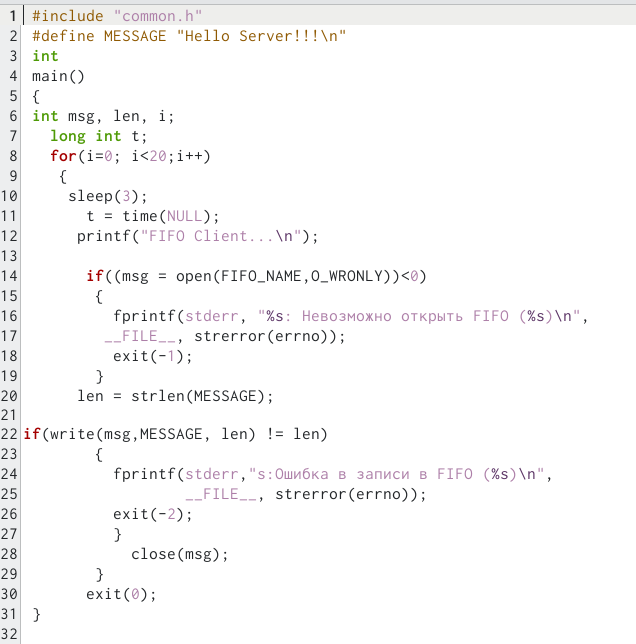 1 #include "common.h"
2 #define MESSAGE "Hello Server!!!\n"
3 int
4 main()
5 {
6 int msg, len, i;
7 long int t;
8 for(i=0; i<20;i++)
9 {
10 sleep(3);
11 t = time(NULL);
12 printf("FIFO Client...\n");
13
14 if((msg = open(FIFO_NAME,O_WRONLY))<0)
15 {
16 fprintf(stderr, "%s: Невозможно открыть FIFO (%s)\n",
17 __FILE__, strerror(errno));
18 exit(-1);
19 }
20 len = strlen(MESSAGE);
21
22 if(write(msg,MESSAGE, len) != len)
23 {
24 fprintf(stderr,"s:Ошибка в записи в FIFO (%s)\n",
25 __FILE__, strerror(errno));
26 exit(-2);
27 }
28 close(msg);
29 }
30 exit(0);
31 }
32